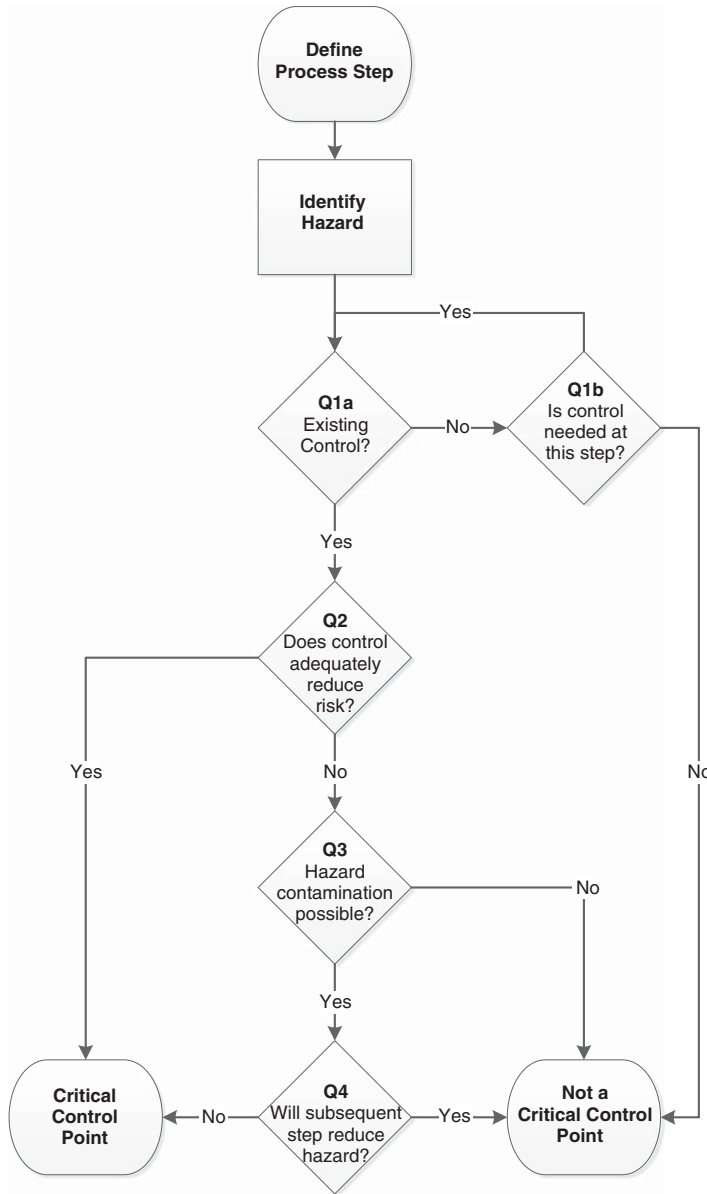 Define
Process Step
Identify
Hazard
Yes
Q1a
Existing
Control?
No
Q1b
Is control
needed at
this step?
Yes
Q2
Does control
adequately
reduce
risk?
Yes
No
No
Q3
Hazard
contamination
possible?
No
Yes
Critical
Control
Point
No
Q4
Will subsequent
step reduce
hazard?
Yes
Not a
Critical Control
Point